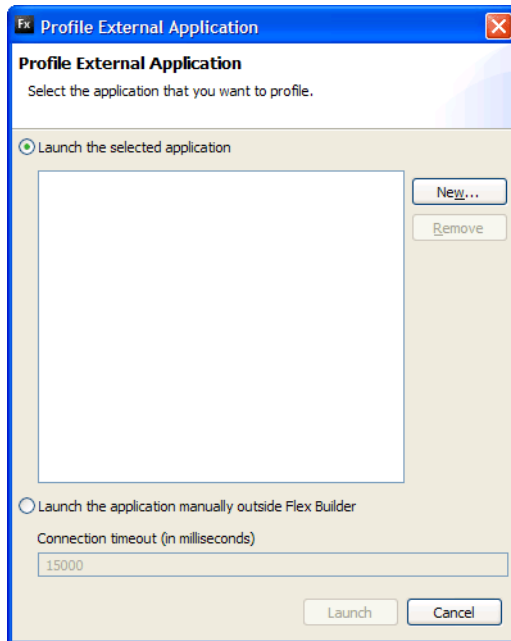 Fx Profile External Application
Profile External Application
Select the application that you want to profile.
Launch the selected application
New...
Remove
Launch the application manually outside Flex Builder
Connection timeout (in milliseconds)
15000
Launch Cancel